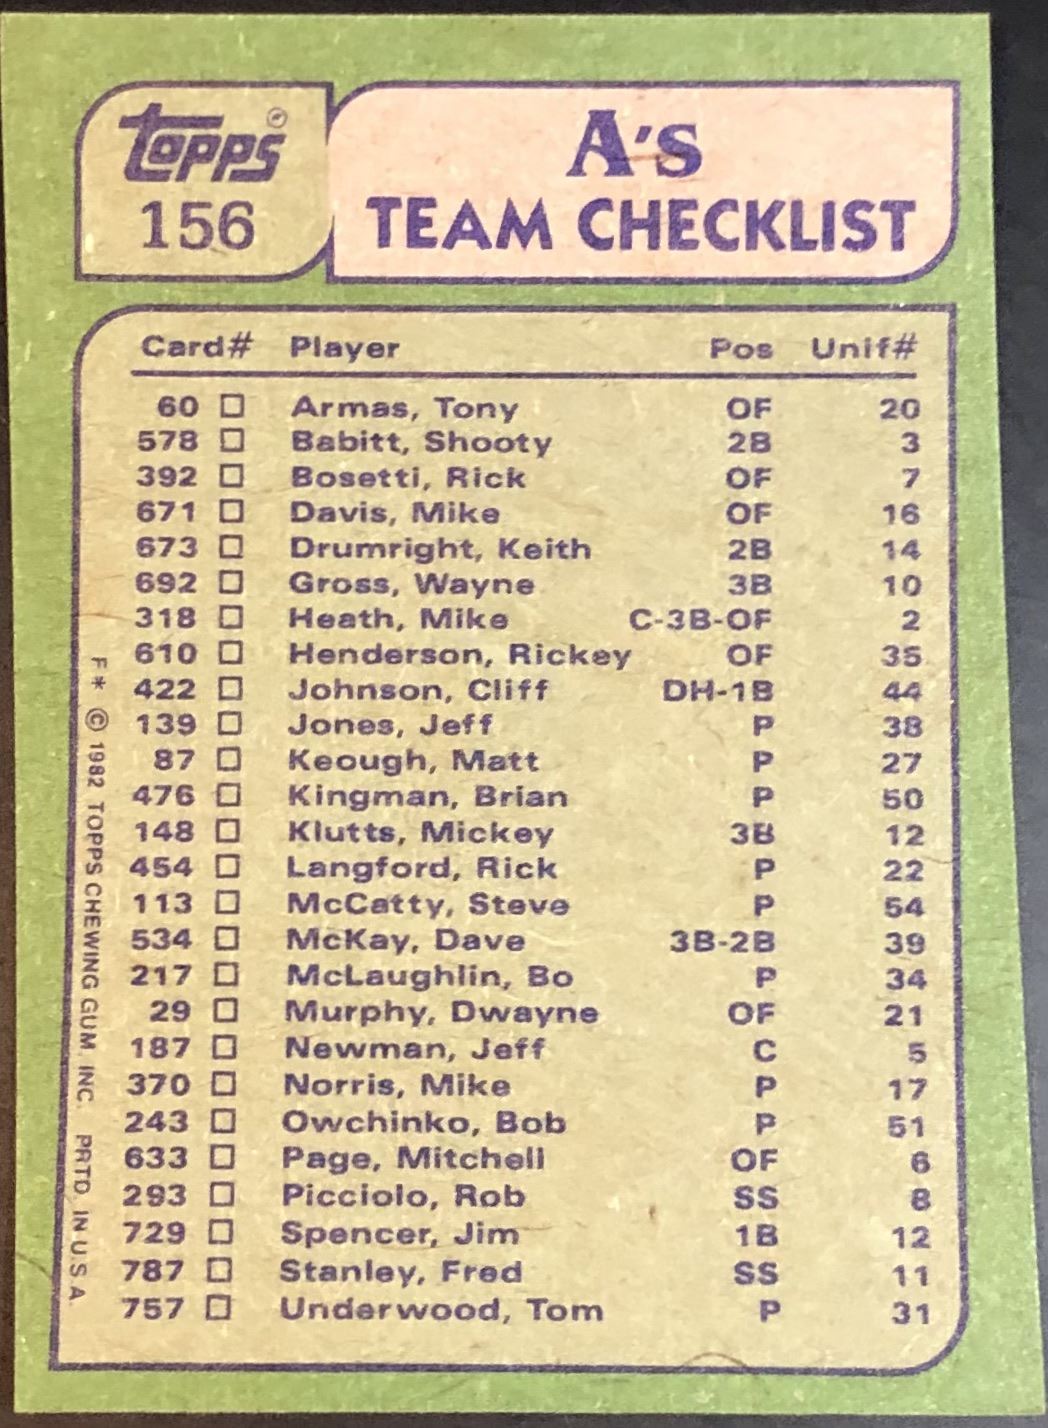 topps®
156
A's
TEAM CHECKLIST
Card# Player Pos Unif#
60 □ Armas, Tony OF 20
578 □ Babitt, Shooty 2B 3
392 □ Bosetti, Rick OF 7
671 □ Davis, Mike OF 16
673 □ Drumright, Keith 2B 14
692 □ Gross, Wayne 3B 10
318 □ Heath, Mike C-3B-OF 2
610 □ Henderson, Rickey OF 35
422 □ Johnson, Cliff DH-1B 44
139 □ Jones, Jeff P 38
87 □ Keough, Matt P 27
476 □ Kingman, Brian P 50
148 □ Klutts, Mickey 3B 12
454 □ Langford, Rick P 22
113 □ McCatty, Steve P 54
534 □ McKay, Dave 3B-2B 39
217 □ McLaughlin, Bo P 34
29 □ Murphy, Dwayne OF 21
187 □ Newman, Jeff C 5
370 □ Norris, Mike P 17
243 □ Owchinko, Bob P 51
633 □ Page, Mitchell OF 6
293 □ Picciolo, Rob SS 8
729 □ Spencer, Jim 1B 12
787 □ Stanley, Fred SS 11
757 □ Underwood, Tom P 31
F* © 1982 TOPPS CHEWING GUM, INC. PRTD. IN U.S.A.